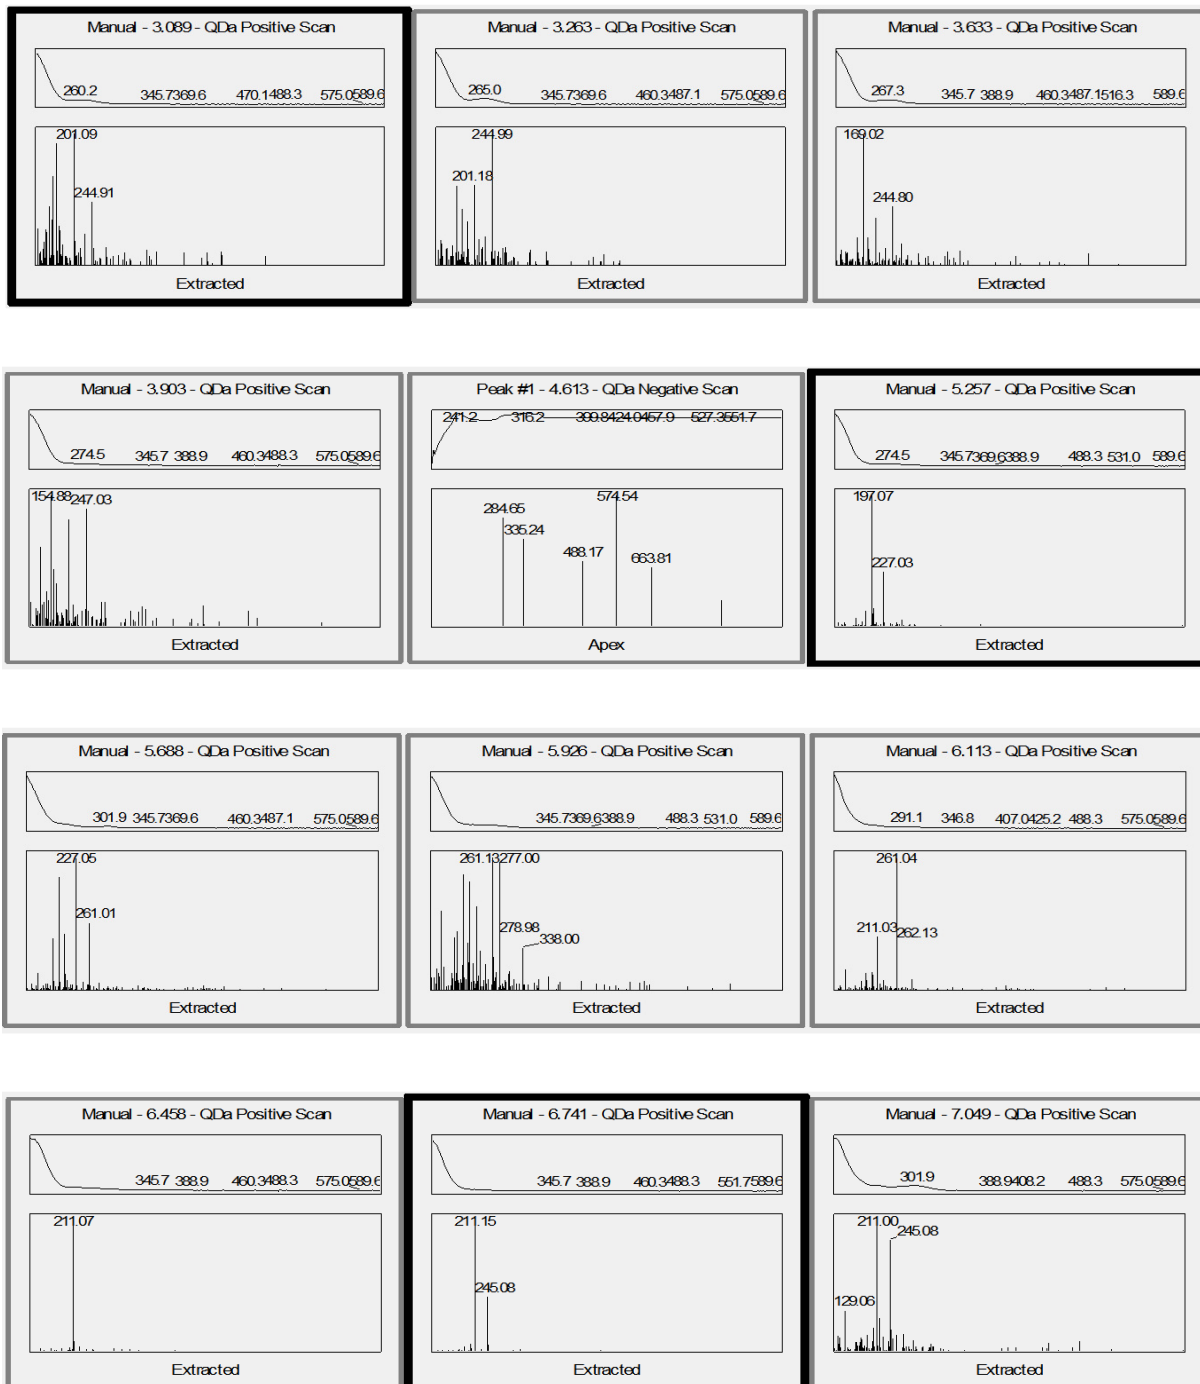 Manual - 3.089 - QDa Positive Scan
260.2 345.7369.6 470.1488.3 575.0589.6
201.09
244.91
Extracted
Manual - 3.263 - QDa Positive Scan
265.0 345.7369.6 460.3487.1 575.0589.6
244.99
201.18
Extracted
Manual - 3.633 - QDa Positive Scan
267.3 345.7 388.9 460.3487.1516.3 589.6
169.02
244.80
Extracted
Manual - 3.903 - QDa Positive Scan
274.5 345.7 388.9 460.3488.3 575.0589.6
154.88 247.03
Extracted
Peak #1 - 4.613 - QDa Negative Scan
241.2 316.2 399.8424.0457.9 527.3551.7
574.54
284.65
335.24
488.17
663.81
Apex
Manual - 5.257 - QDa Positive Scan
274.5 345.7369.6388.9 488.3 531.0 589.6
197.07
227.03
Extracted
Manual - 5.688 - QDa Positive Scan
301.9 345.7369.6 460.3487.1 575.0589.6
227.05
261.01
Extracted
Manual - 5.926 - QDa Positive Scan
345.7369.6388.9 488.3 531.0 589.6
261.13277.00
278.98
338.00
Extracted
Manual - 6.113 - QDa Positive Scan
291.1 346.8 407.0425.2 488.3 575.0589.6
261.04
211.03
262.13
Extracted
Manual - 6.458 - QDa Positive Scan
345.7 388.9 460.3488.3 575.0589.6
211.07
Extracted
Manual - 6.741 - QDa Positive Scan
345.7 388.9 460.3488.3 551.7589.6
211.15
245.08
Extracted
Manual - 7.049 - QDa Positive Scan
301.9 388.9408.2 488.3 575.0589.6
211.00
245.08
129.06
Extracted